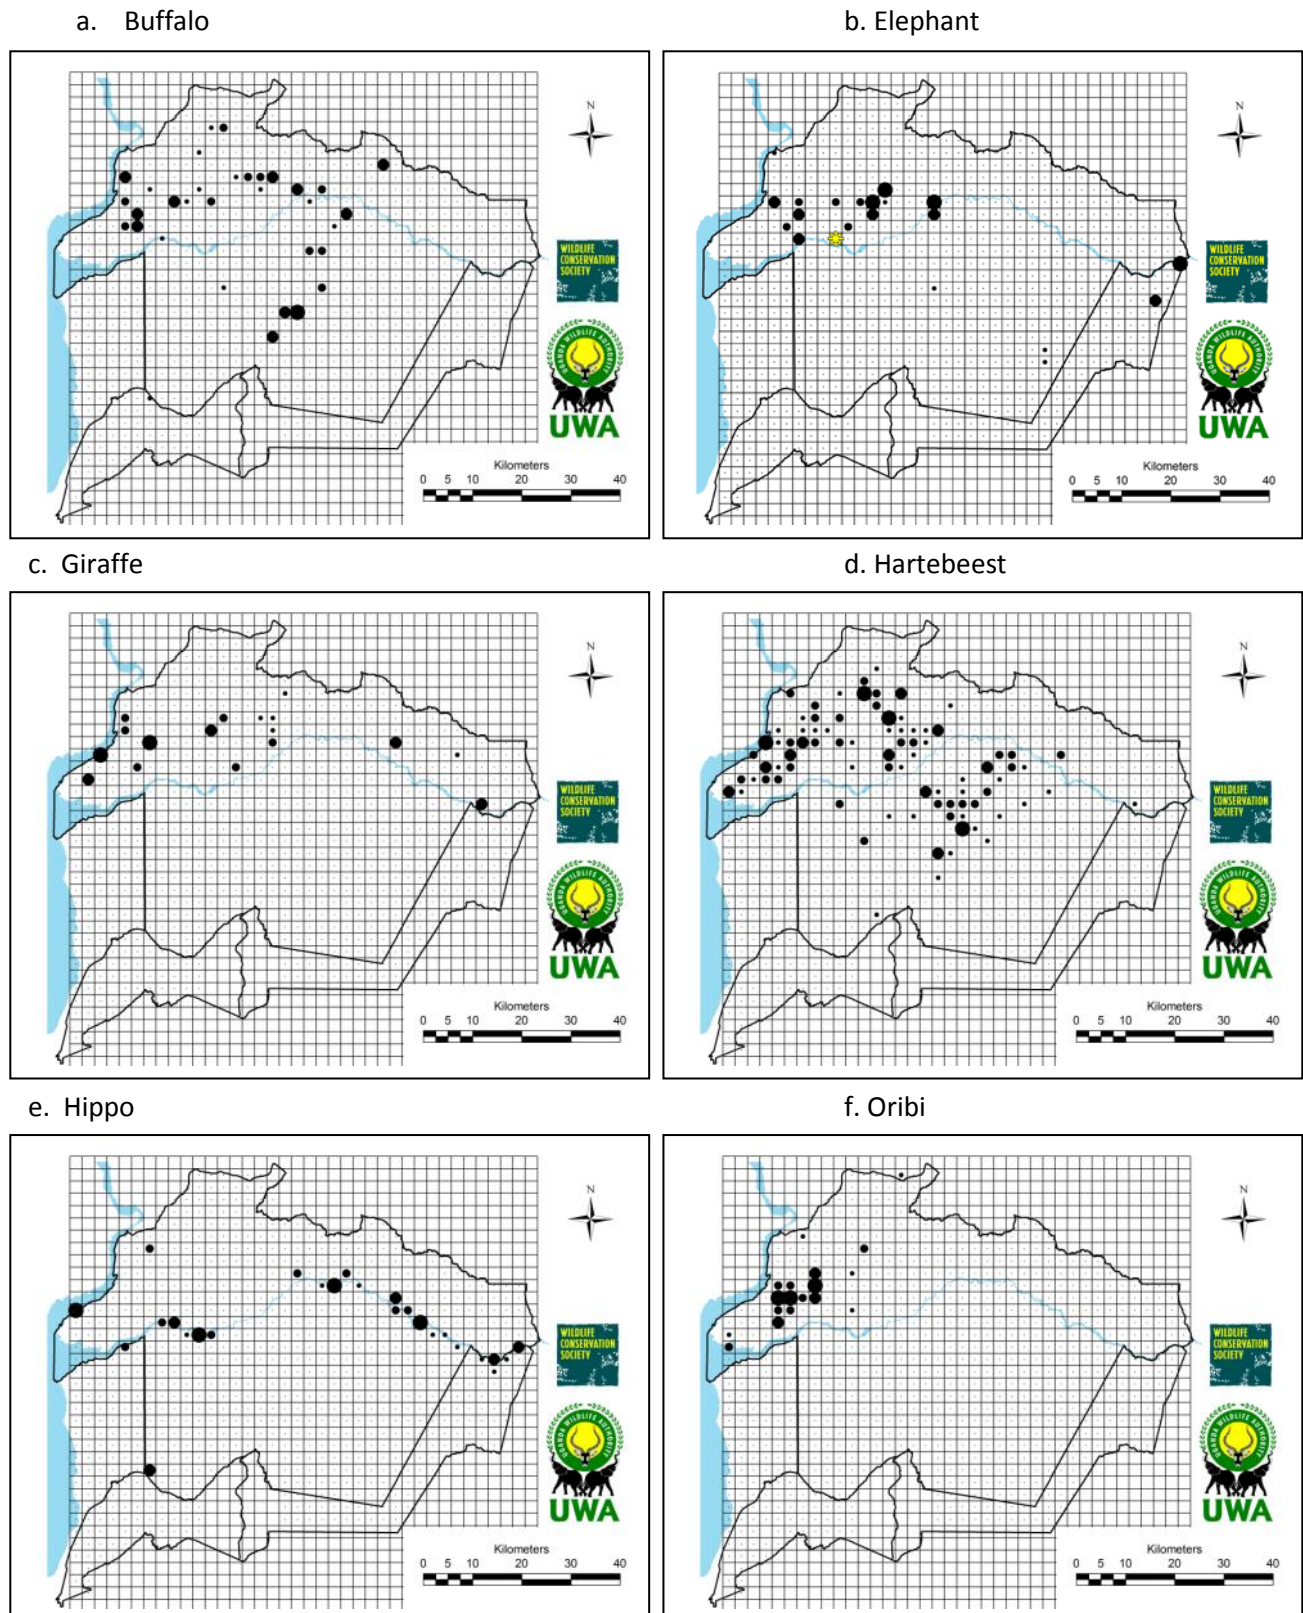 a. Buffalo
b. Elephant
N
N
WILDLIFE
CONSERVATION
SOCIETY
WILDLIFE
CONSERVATION
SOCIETY
UGANDA WILDLIFE AUTHORITY
UWA
UGANDA WILDLIFE AUTHORITY
UWA
Kilometers
0 5 10 20 30 40
Kilometers
0 5 10 20 30 40
c. Giraffe
d. Hartebeest
N
N
WILDLIFE
CONSERVATION
SOCIETY
WILDLIFE
CONSERVATION
SOCIETY
UGANDA WILDLIFE AUTHORITY
UWA
UGANDA WILDLIFE AUTHORITY
UWA
Kilometers
0 5 10 20 30 40
Kilometers
0 5 10 20 30 40
e. Hippo
f. Oribi
N
N
WILDLIFE
CONSERVATION
SOCIETY
WILDLIFE
CONSERVATION
SOCIETY
UGANDA WILDLIFE AUTHORITY
UWA
UGANDA WILDLIFE AUTHORITY
UWA
Kilometers
0 5 10 20 30 40
Kilometers
0 5 10 20 30 40